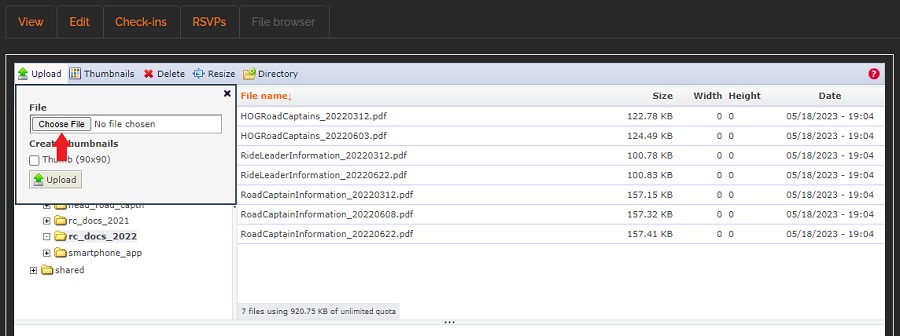 View Edit Check-ins RSVPs File browser
Upload Thumbnails Delete Resize Directory ?
File name↓ Size Width Height Date
File
Choose File No file chosen
Create Thumbnails
Thumb (90x90)
Upload
HOGRoadCaptains_20220312.pdf 122.78 KB 0 0 05/18/2023 - 19:04
HOGRoadCaptains_20220603.pdf 124.49 KB 0 0 05/18/2023 - 19:04
RideLeaderInformation_20220312.pdf 100.78 KB 0 0 05/18/2023 - 19:04
RideLeaderInformation_20220622.pdf 100.83 KB 0 0 05/18/2023 - 19:04
RoadCaptainInformation_20220312.pdf 157.15 KB 0 0 05/18/2023 - 19:04
RoadCaptainInformation_20220608.pdf 157.32 KB 0 0 05/18/2023 - 19:04
RoadCaptainInformation_20220622.pdf 157.41 KB 0 0 05/18/2023 - 19:04
head_road_captn
rc_docs_2021
rc_docs_2022
smartphone_app
shared
7 files using 920.75 KB of unlimited quota